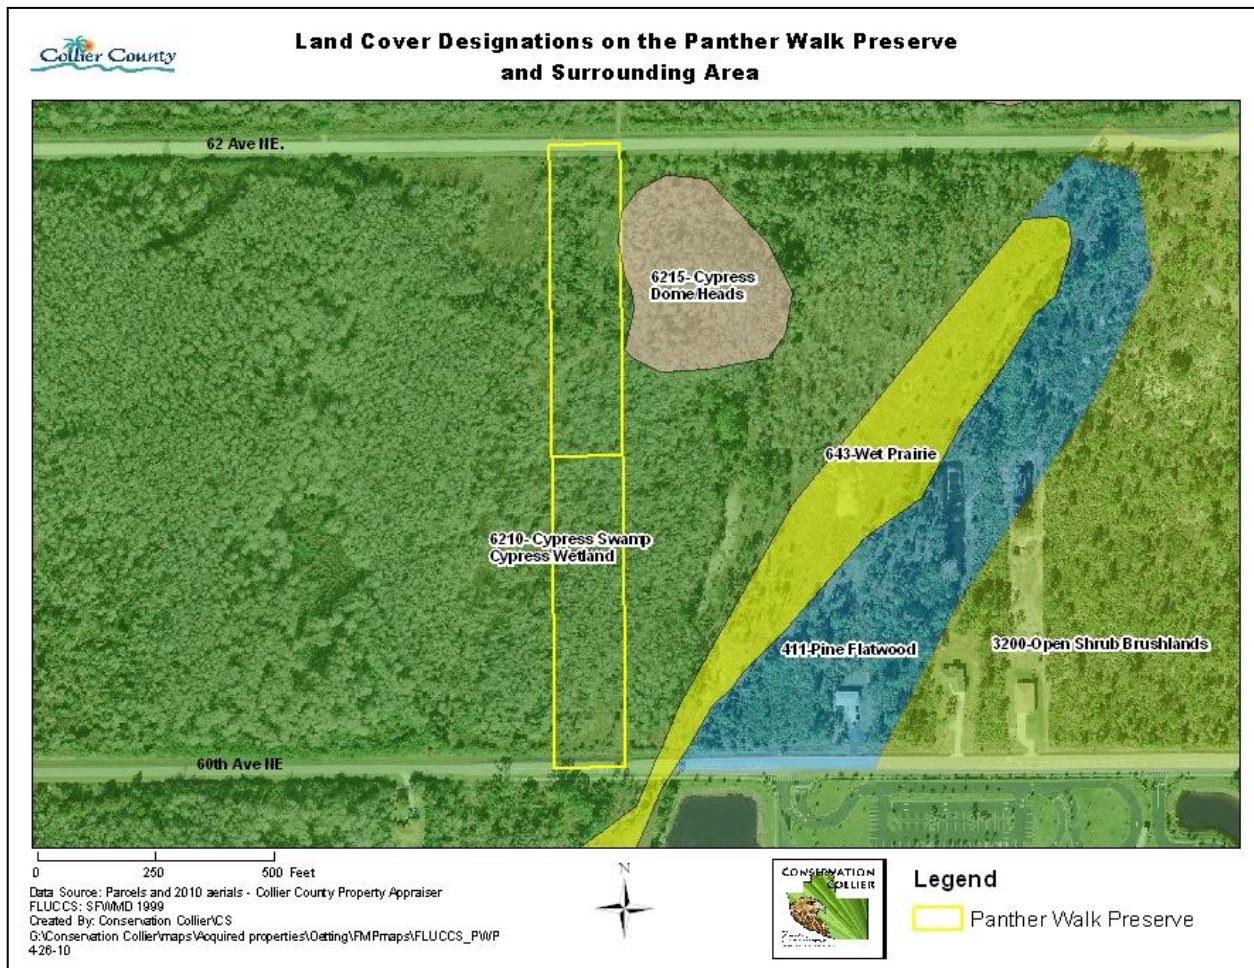 Collier County
Land Cover Designations on the Panther Walk Preserve
and Surrounding Area
62 Ave NE.
6215- Cypress
Dome/Heads
643-Wet Prairie
6210- Cypress Swamp
Cypress Wetland
411-Pine Flatwood
3200-Open Shrub Brushlands
60th Ave NE
0 250 500 Feet
Data Source: Parcels and 2010 aerials - Collier County Property Appraiser
FLUCCS: SFWMD 1999
Created By: Conservation Collier\CS
G:\Conservation Collier\maps\Acquired properties\Oetting\FMPmaps\FLUCCS_PWP
4-26-10
N
CONSERVATION
COLLIER
Legend
Panther Walk Preserve